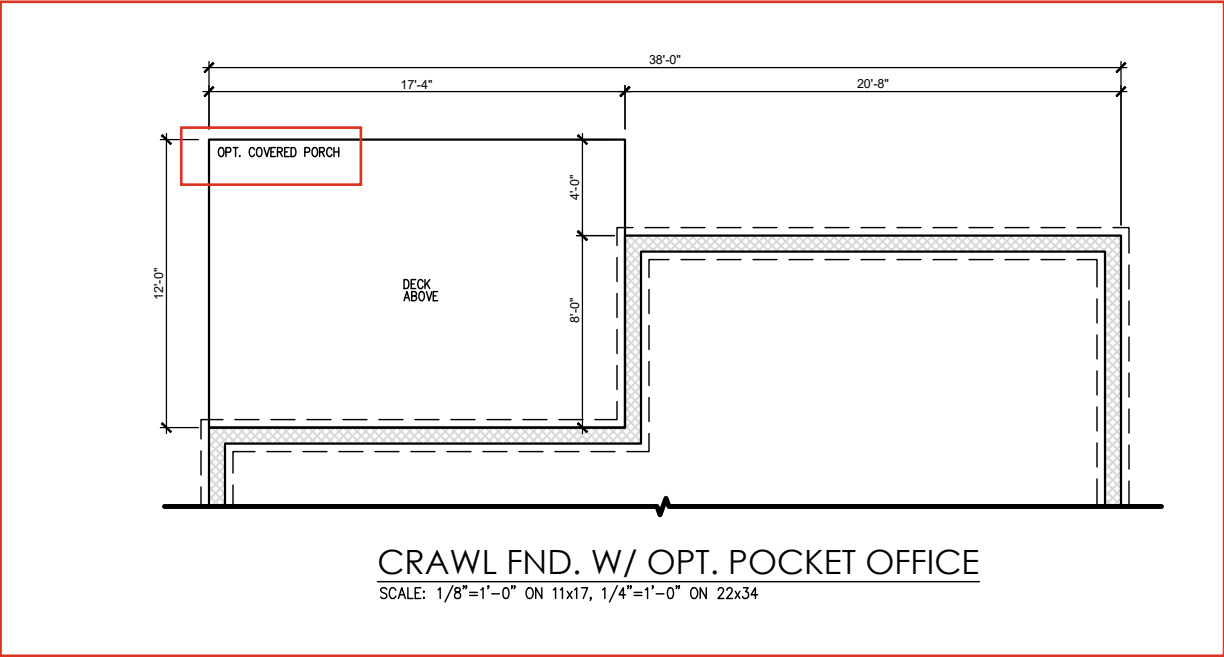 38'-0"
17'-4"
20'-8"
OPT. COVERED PORCH
4'-0"
12'-0"
DECK
ABOVE
8'-0"
CRAWL FND. W/ OPT. POCKET OFFICE
SCALE: 1/8"=1'-0" ON 11x17, 1/4"=1'-0" ON 22x34